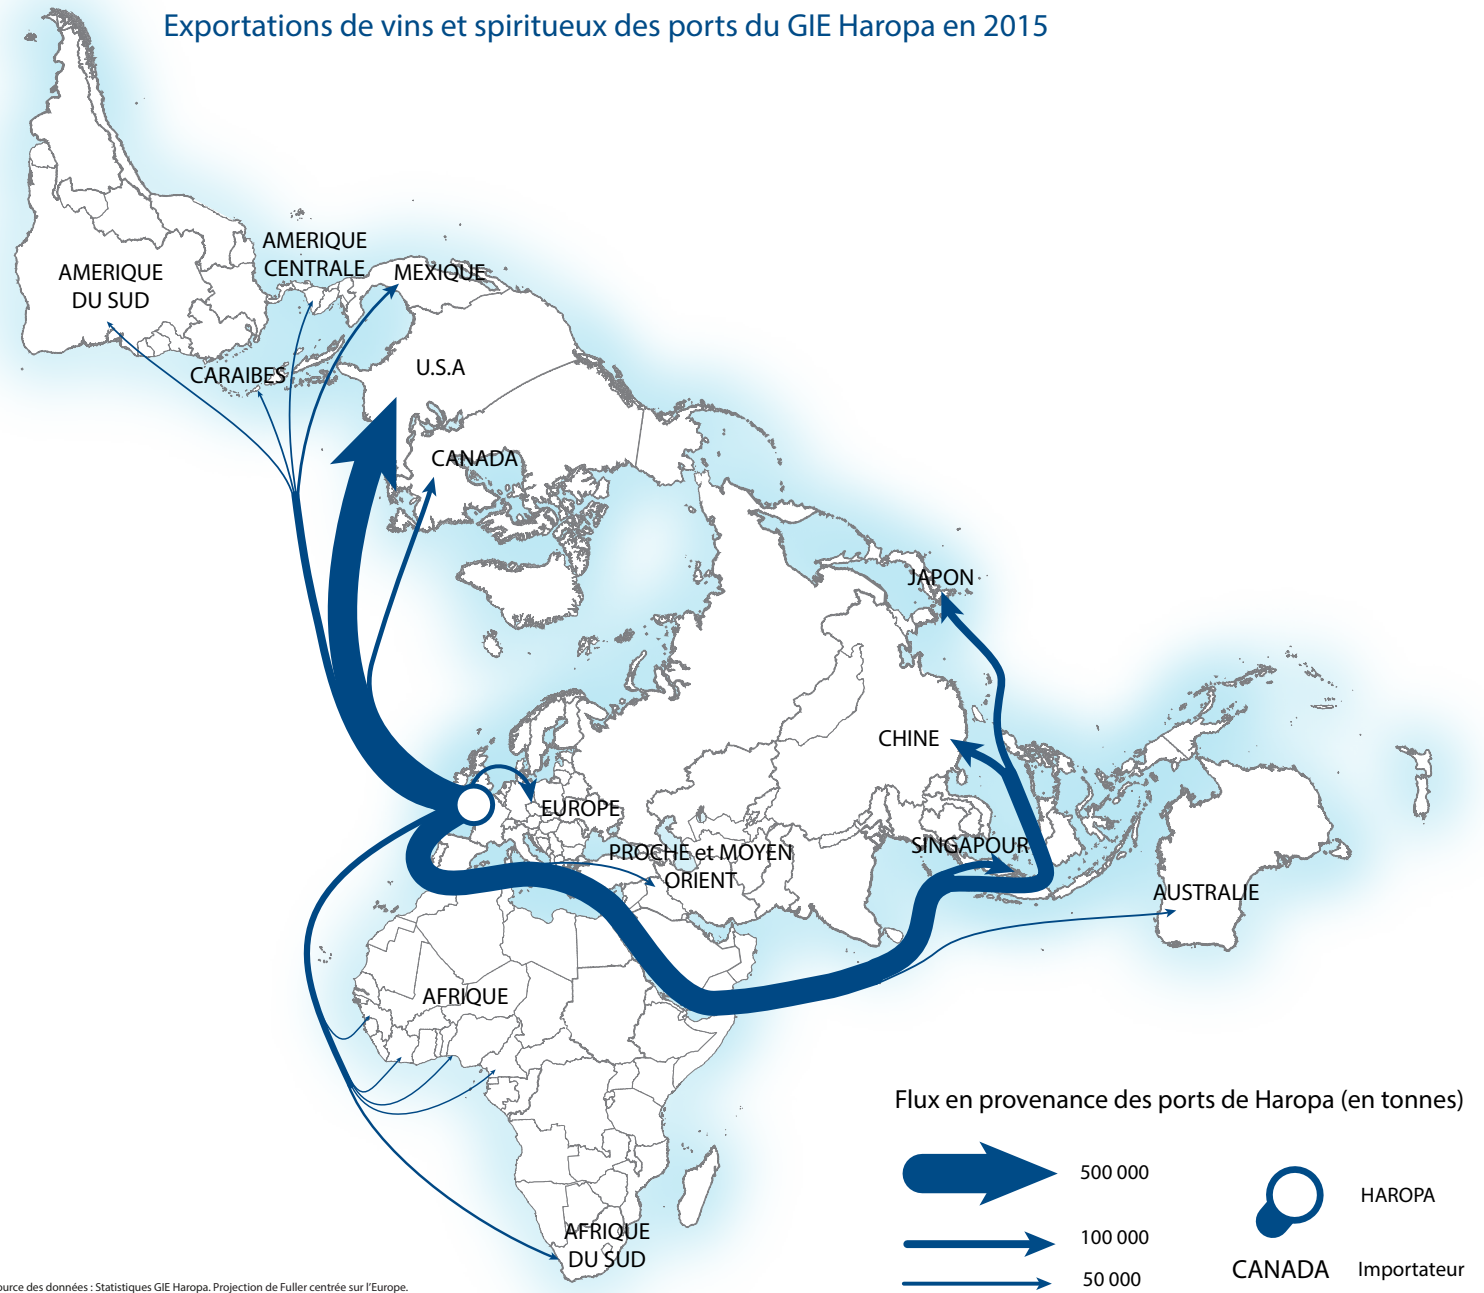 Exportations de vins et spiritueux des ports du GIE Haropa en 2015
AMERIQUE
CENTRALE
MEXIQUE
AMERIQUE
DU SUD
U.S.A
CARAIBES
CANADA
JAPON
CHINE
EUROPE
PROCHE et MOYEN
ORIENT
SINGAPOUR
AUSTRALIE
AFRIQUE
AFRIQUE
DU SUD
Flux en provenance des ports de Haropa (en tonnes)
500 000
HAROPA
100 000
CANADA Importateur
50 000
ource des données : Statistiques GIE Haropa. Projection de Fuller centrée sur l'Europe.